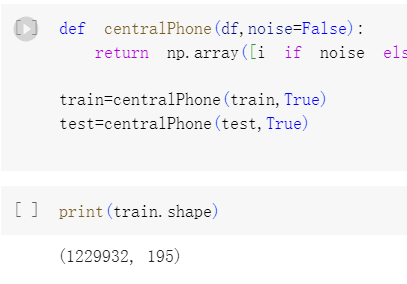 [ ] def centralPhone(df,noise=False):
return np.array([i if noise els
train=centralPhone(train,True)
test=centralPhone(test,True)
[ ] print(train.shape)
(1229932, 195)